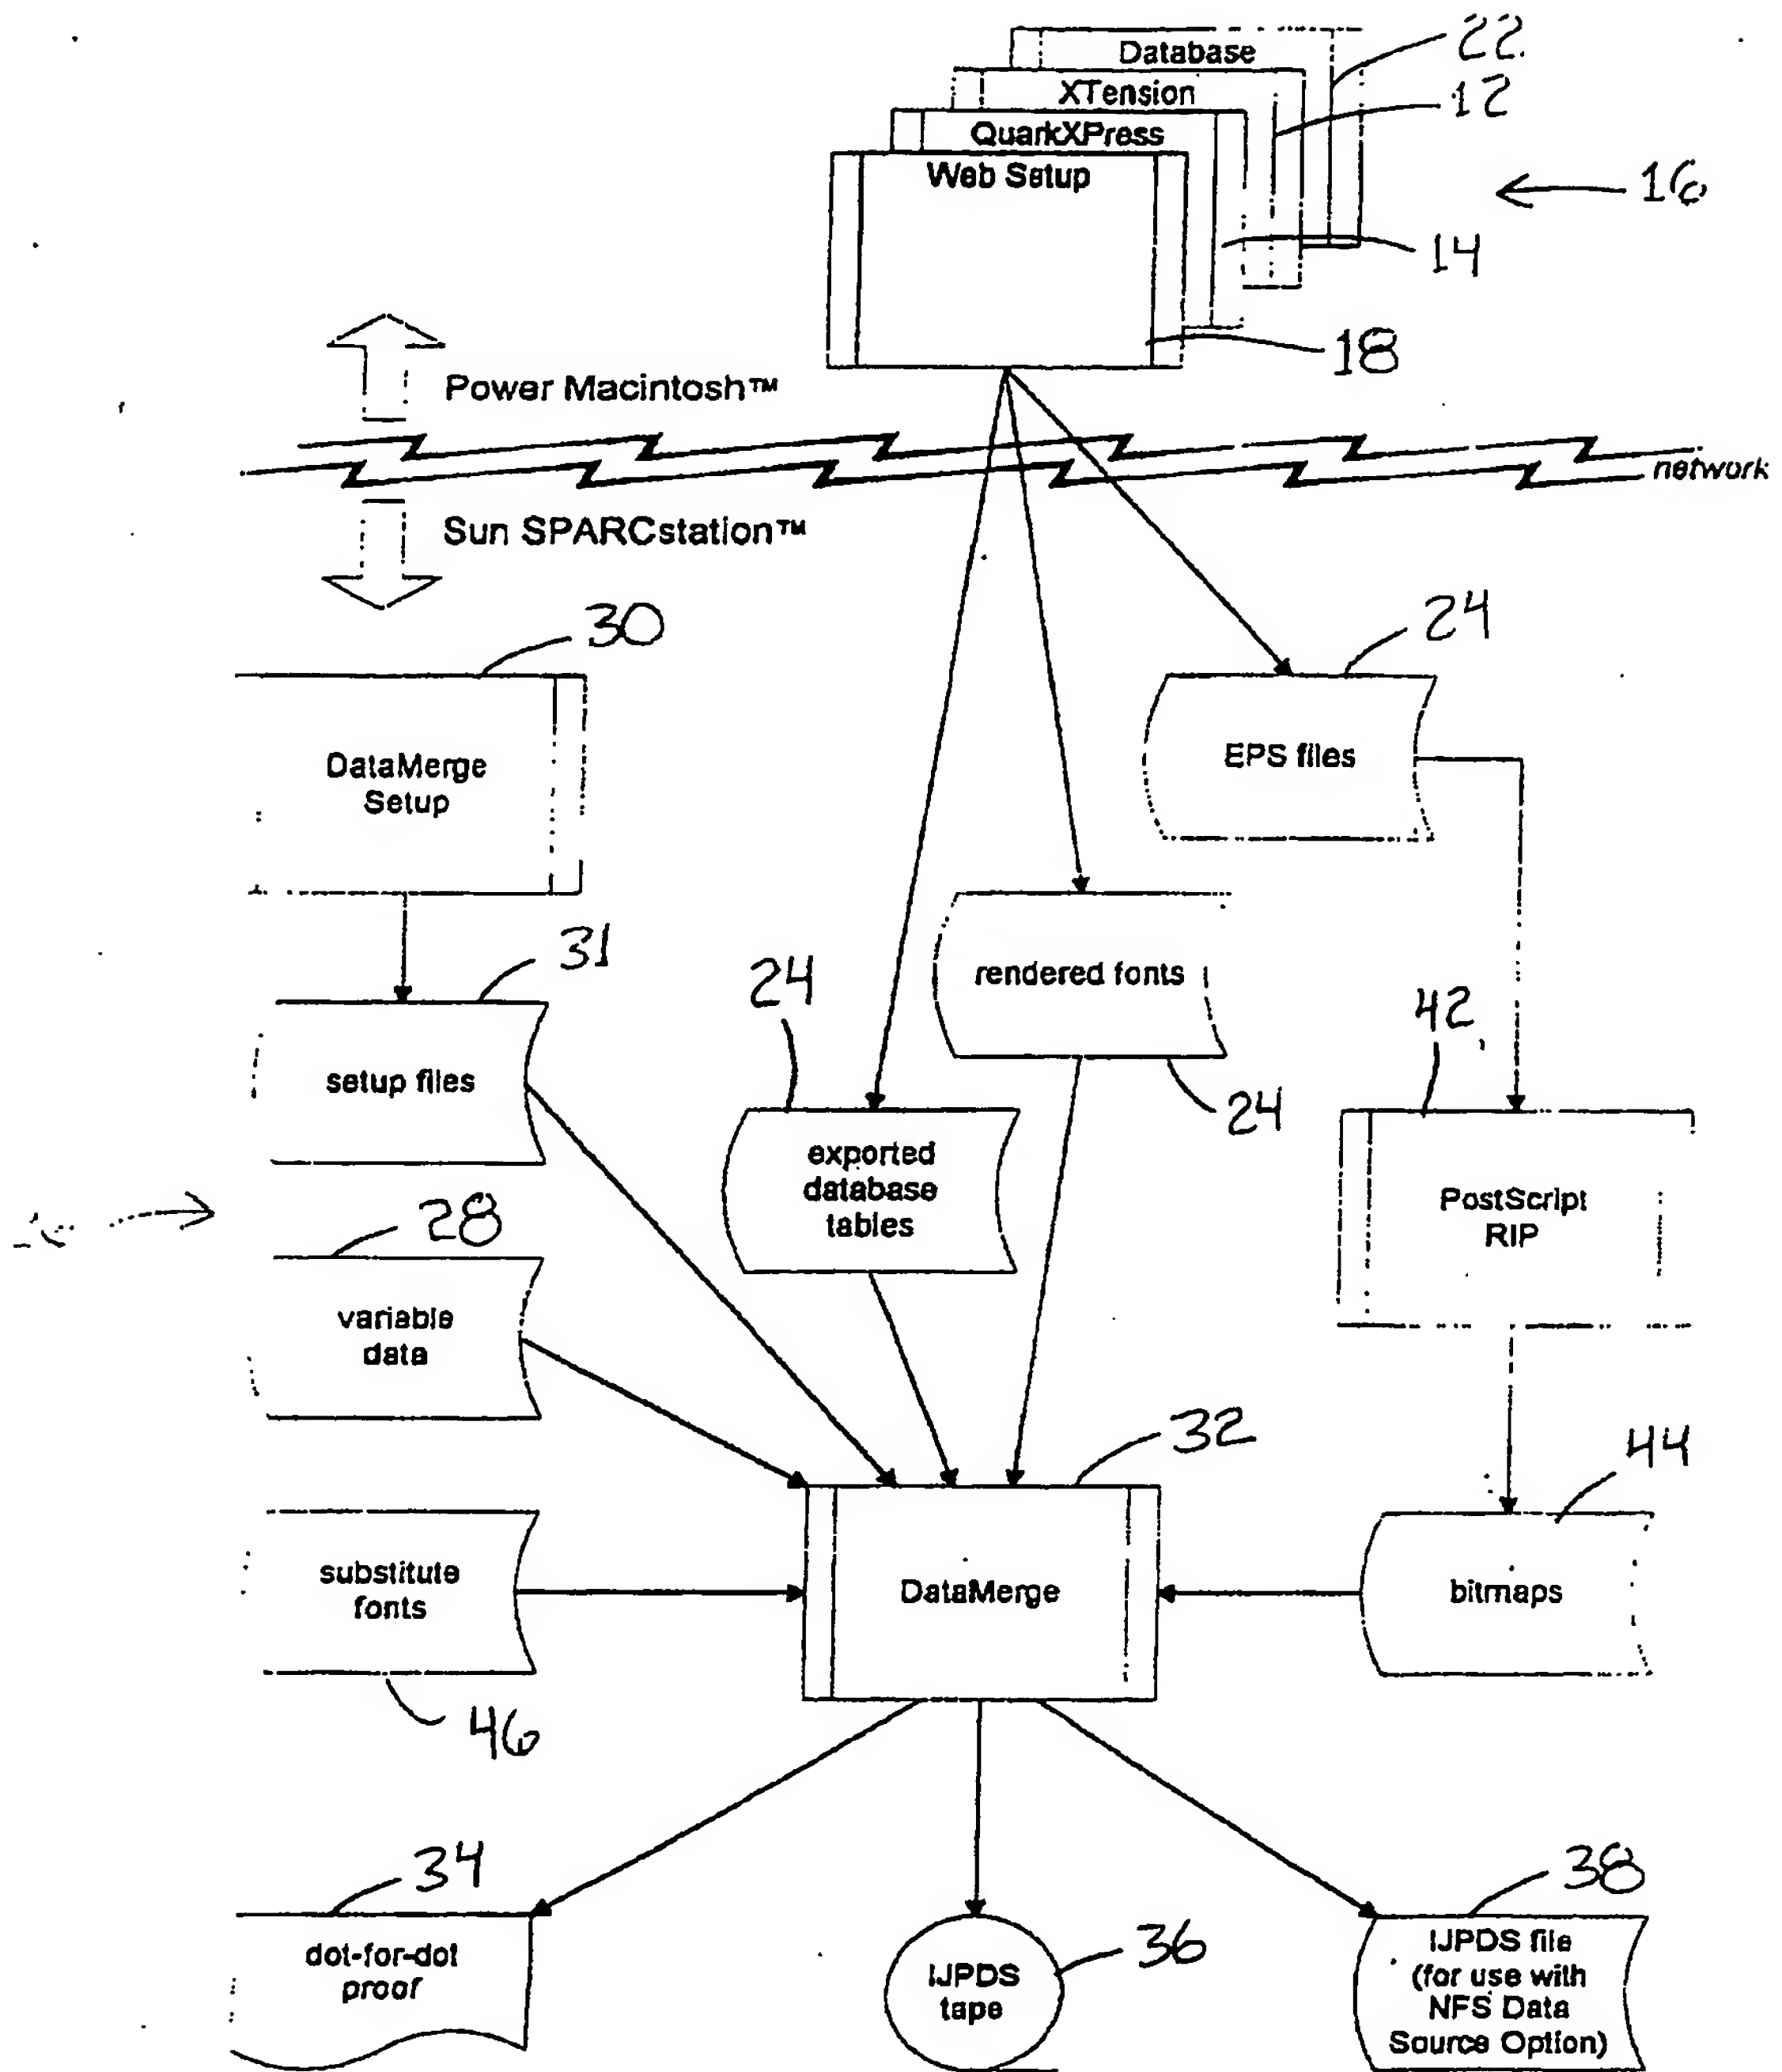 Database
22
XTension
12
QuarkXPress
Web Setup
16
14
18
Power Macintosh™
network
Sun SPARCstation™
30
24
DataMerge
Setup
EPS files
31
24
rendered fonts
42
setup files
24
exported
database
tables
PostScript
RIP
28
variable
data
32
44
substitute
fonts
DataMerge
bitmaps
46
34
38
dot-for-dot
proof
36
IJPDS
tape
IJPDS file
(for use with
NFS Data
Source Option)